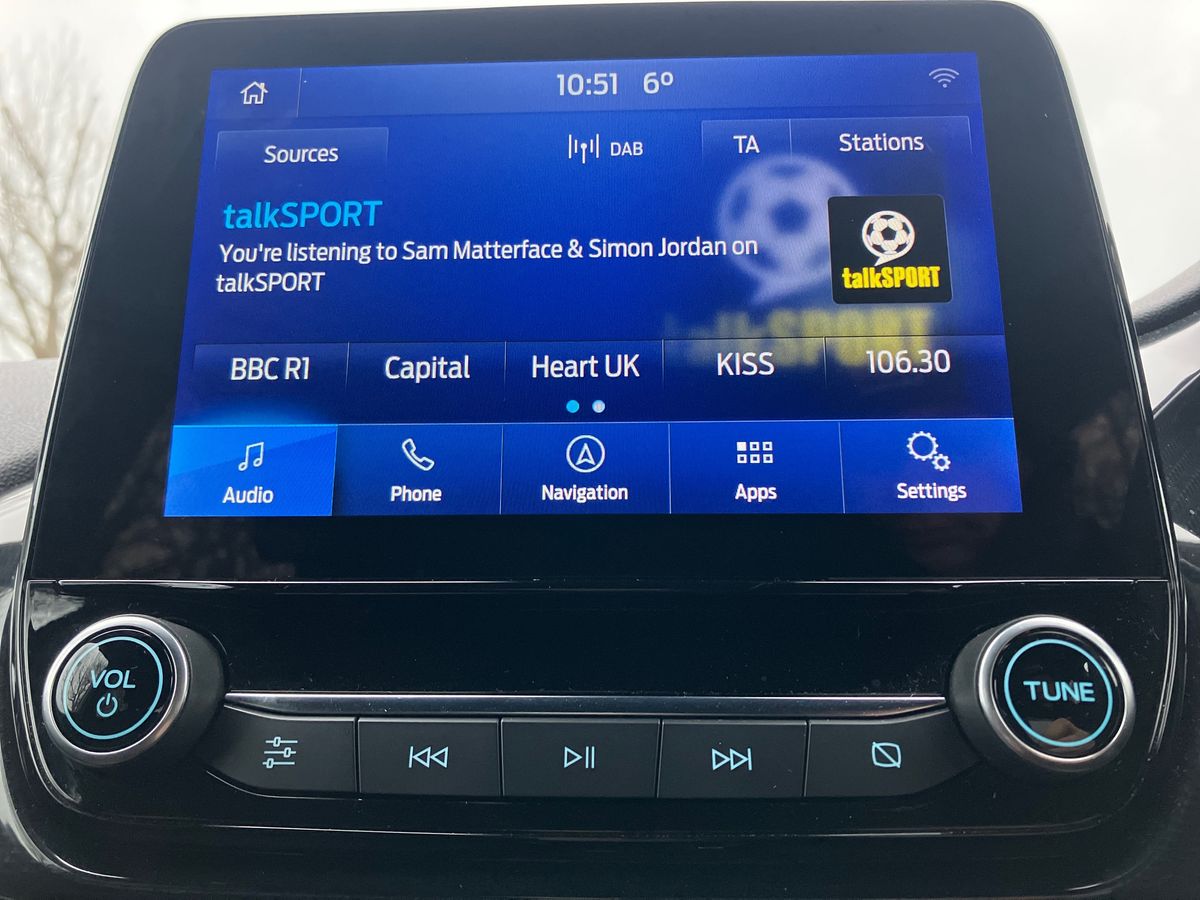 10:51 6°
Sources
DAB
TA
Stations
talkSPORT
You're listening to Sam Matterface & Simon Jordan on
talkSPORT
talkSPORT
talkSPORT
BBC R1
Capital
Heart UK
KISS
106.30
Audio
Phone
Navigation
Apps
Settings
VOL
TUNE